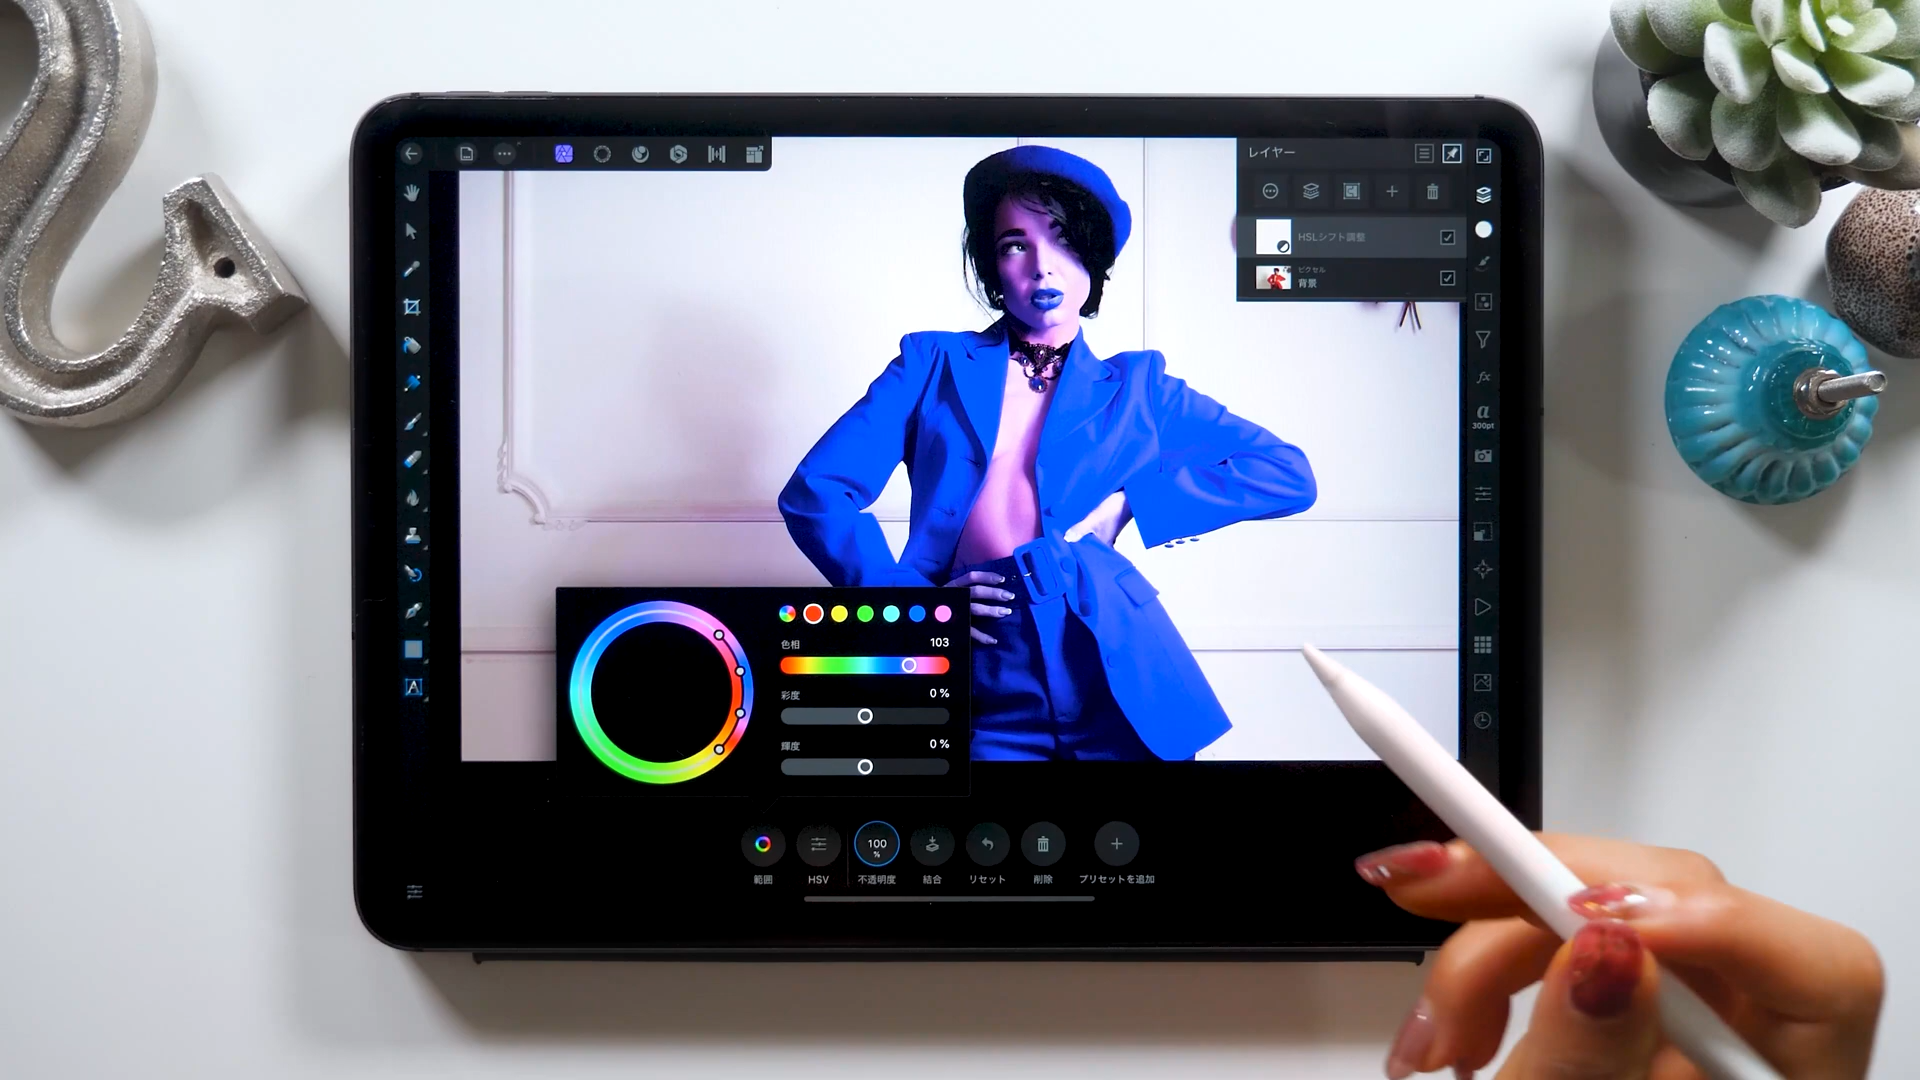 レイヤー
HSLシフト調整
ピクセル
背景
fx
a
300pt
A
色相 103
彩度 0 %
輝度 0 %
100
%
範囲
HSV
不透明度
結合
リセット
削除
プリセットを追加